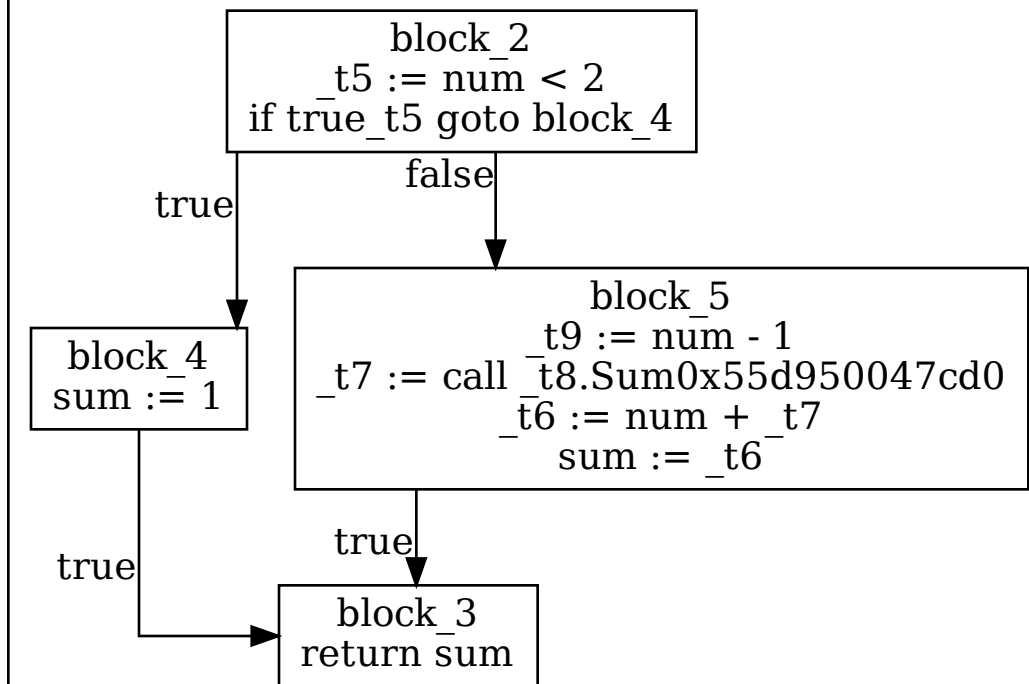 block_2
_t5 := num < 2
if true_t5 goto block_4
false
true
block_5
_t9 := num - 1
_t7 := call _t8.Sum0x55d950047cd0
_t6 := num + _t7
sum := _t6
block_4
sum := 1
true
true
block_3
return sum